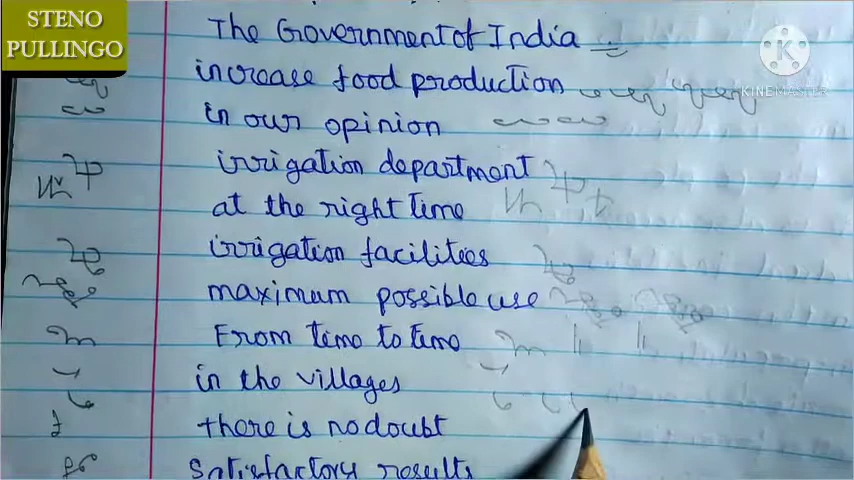 STENO
PULLINGO
KINEMASTER
The Government of India
increase food production
in our opinion
irrigation department
at the right time
irrigation facilities
maximum possible use
From time to time
in the villages
there is no doubt
Satisfactory results